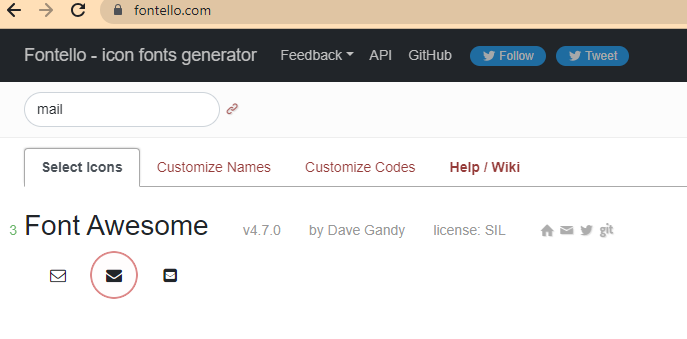 fontello.com
Fontello - icon fonts generator Feedback API GitHub Follow Tweet
mail
Select Icons Customize Names Customize Codes Help / Wiki
3 Font Awesome v4.7.0 by Dave Gandy license: SIL git